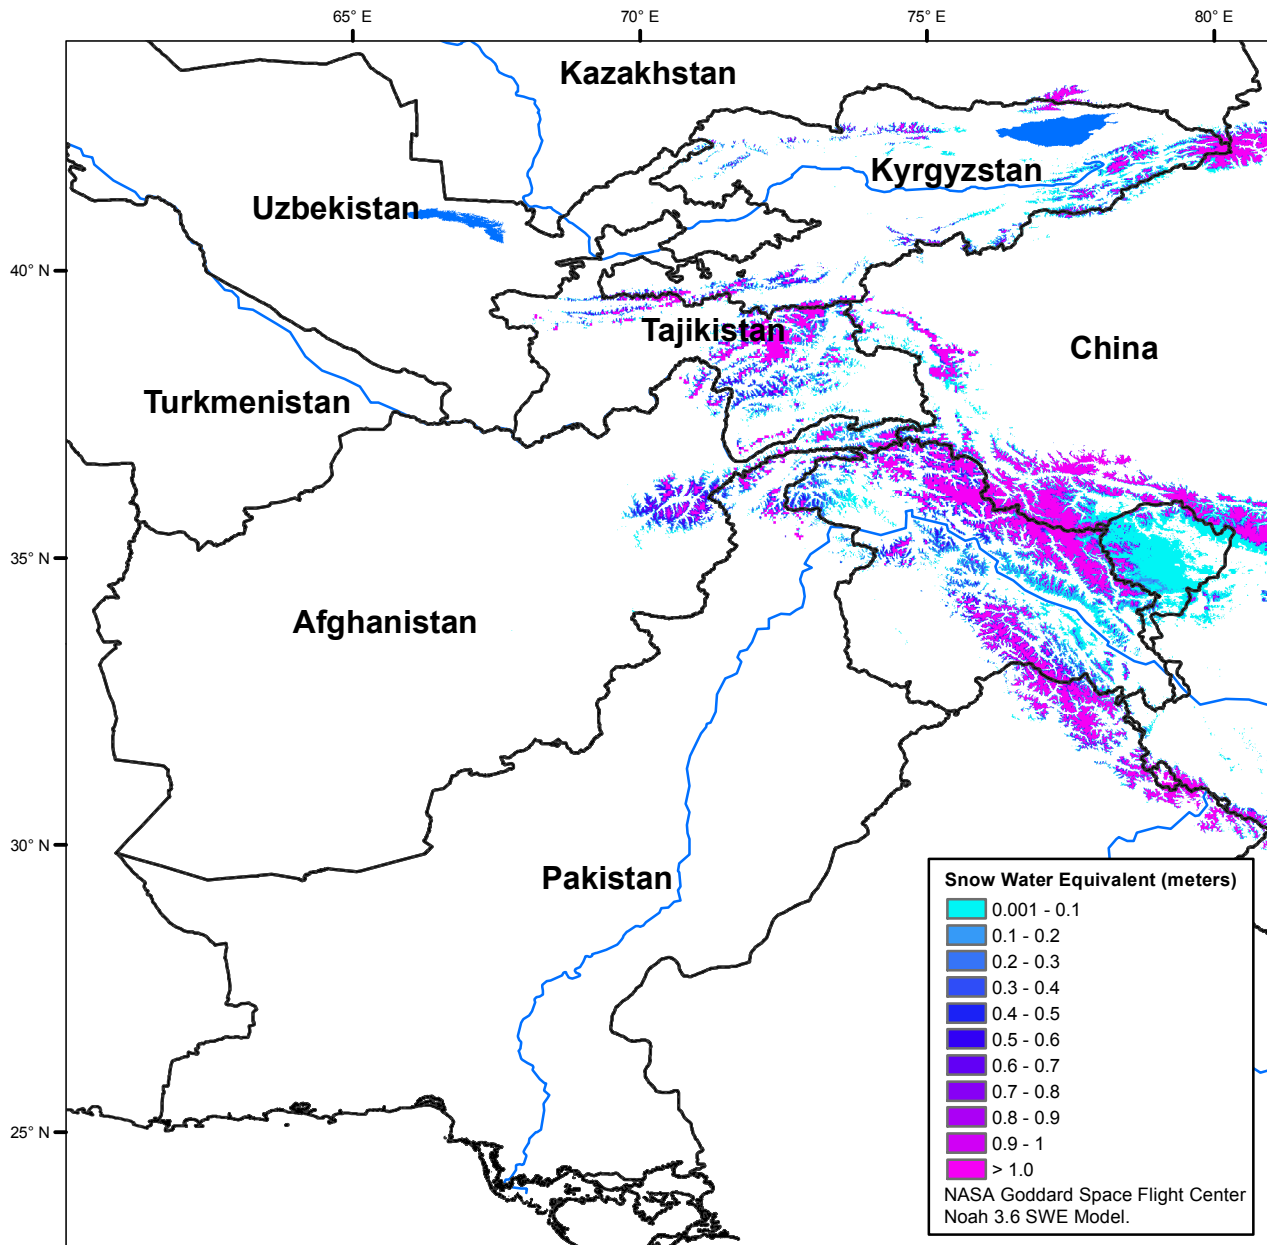 65° E
70° E
75° E
80° E
Kazakhstan
Kyrgyzstan
Uzbekistan
40° N
Tajikistan
China
Turkmenistan
35° N
Afghanistan
30° N
Pakistan
25° N
Snow Water Equivalent (meters)
0.001 - 0.1
0.1 - 0.2
0.2 - 0.3
0.3 - 0.4
0.4 - 0.5
0.5 - 0.6
0.6 - 0.7
0.7 - 0.8
0.8 - 0.9
0.9 - 1
> 1.0
NASA Goddard Space Flight Center
Noah 3.6 SWE Model.